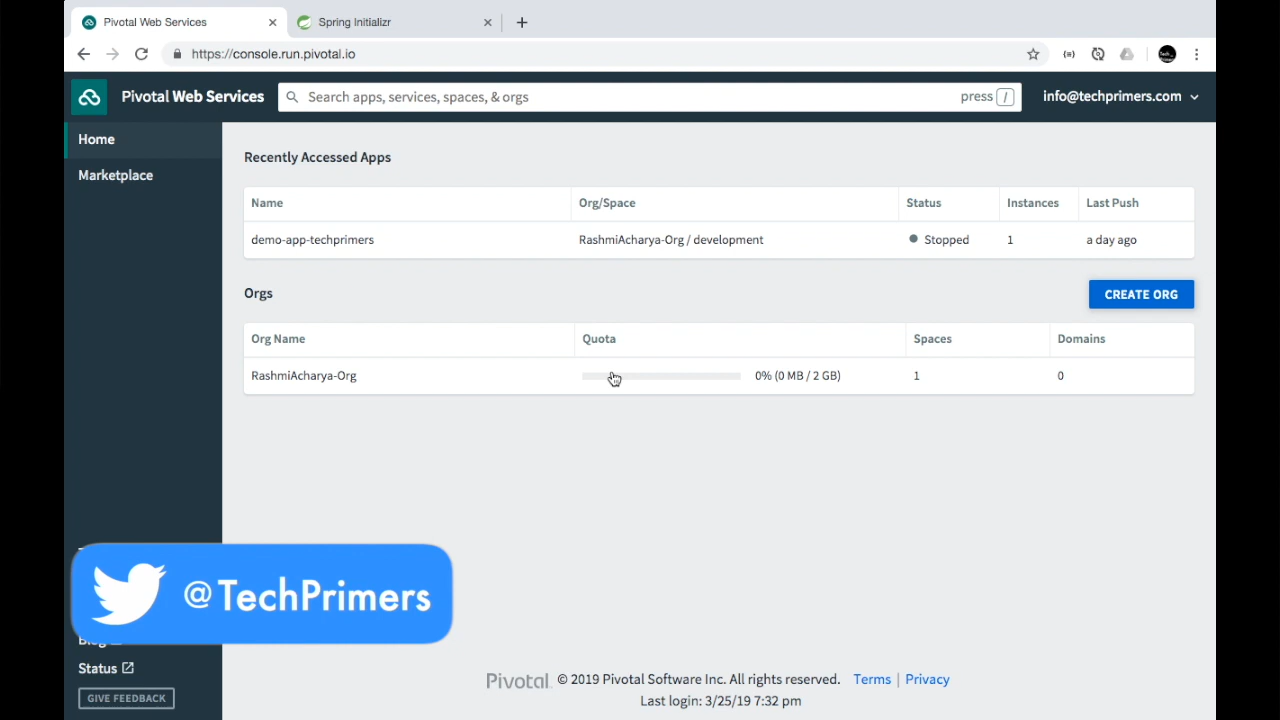 Pivotal Web Services
Spring Initializr
https://console.run.pivotal.io
Pivotal Web Services
Search apps, services, spaces, & orgs
press /
info@techprimers.com
Home
Marketplace
Recently Accessed Apps
Name Org/Space Status Instances Last Push
demo-app-techprimers RashmiAcharya-Org / development Stopped 1 a day ago
Orgs
CREATE ORG
Org Name Quota Spaces Domains
RashmiAcharya-Org 0% (0 MB / 2 GB) 1 0
@TechPrimers
Blog
Status
GIVE FEEDBACK
Pivotal. © 2019 Pivotal Software Inc. All rights reserved. Terms | Privacy
Last login: 3/25/19 7:32 pm